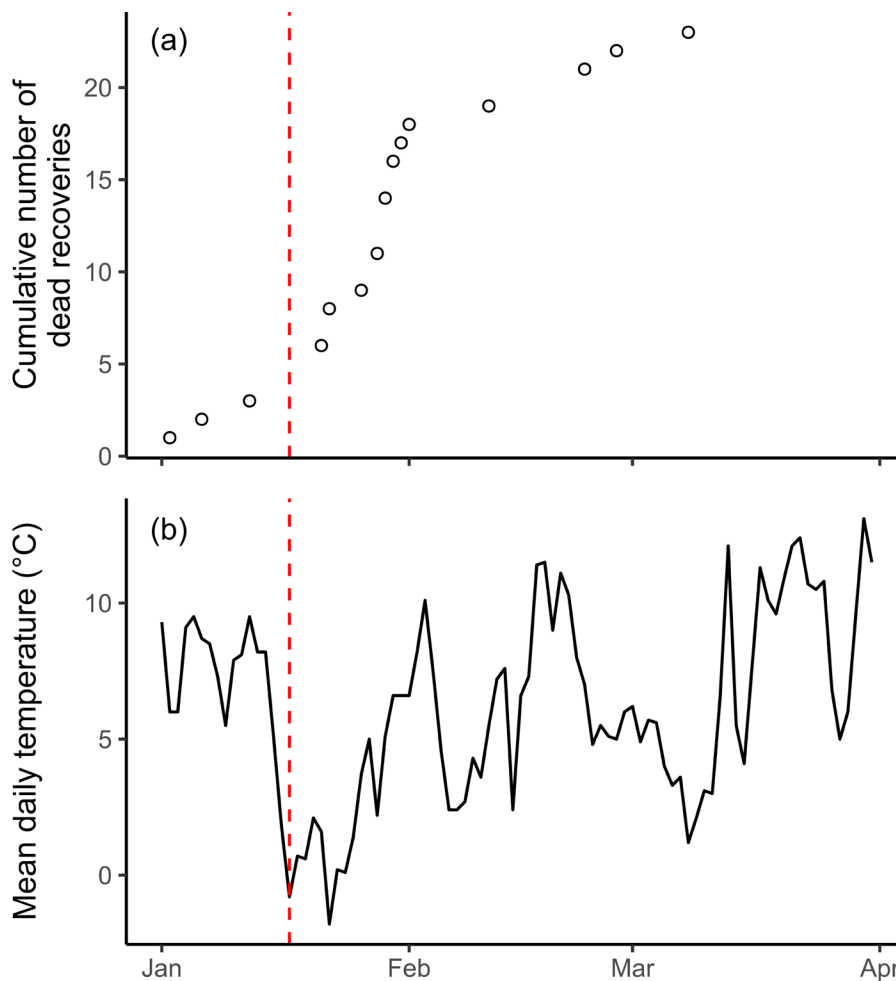 (a)
Cumulative number of
dead recoveries
20
15
10
5
0
(b)
Mean daily temperature (°C)
10
5
0
Jan
Feb
Mar
Apr